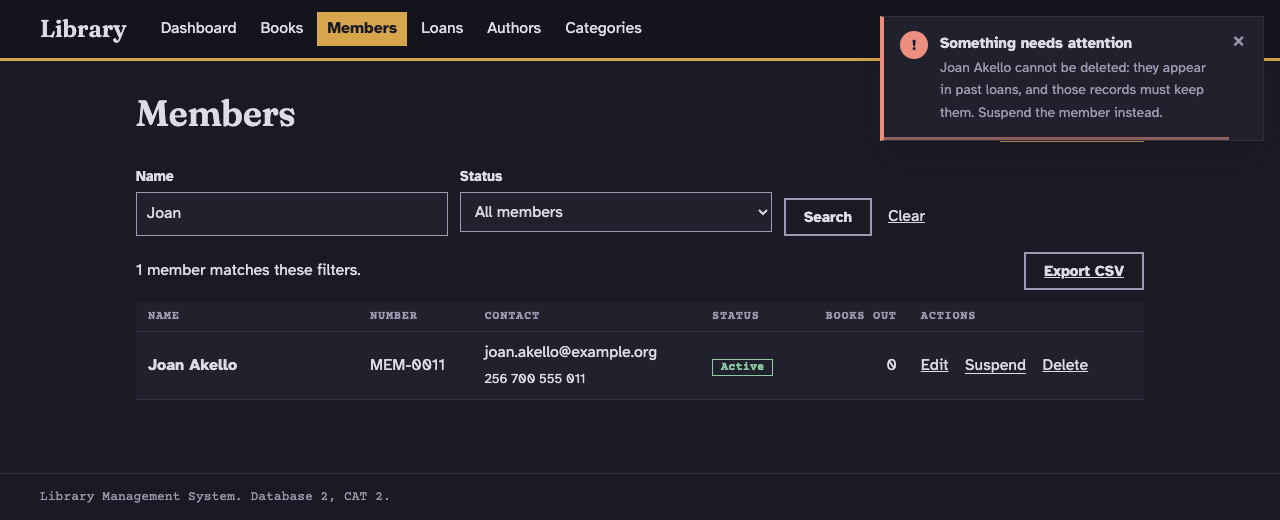 Library
Dashboard Books Members Loans Authors Categories
! Something needs attention ×
Joan Akello cannot be deleted: they appear
in past loans, and those records must keep
them. Suspend the member instead.
Members
Name Status
Joan All members Search Clear
1 member matches these filters. Export CSV
NAME NUMBER CONTACT STATUS BOOKS OUT ACTIONS
Joan Akello MEM-0011 joan.akello@example.org Active 0 Edit Suspend Delete
256 700 555 011
Library Management System. Database 2, CAT 2.